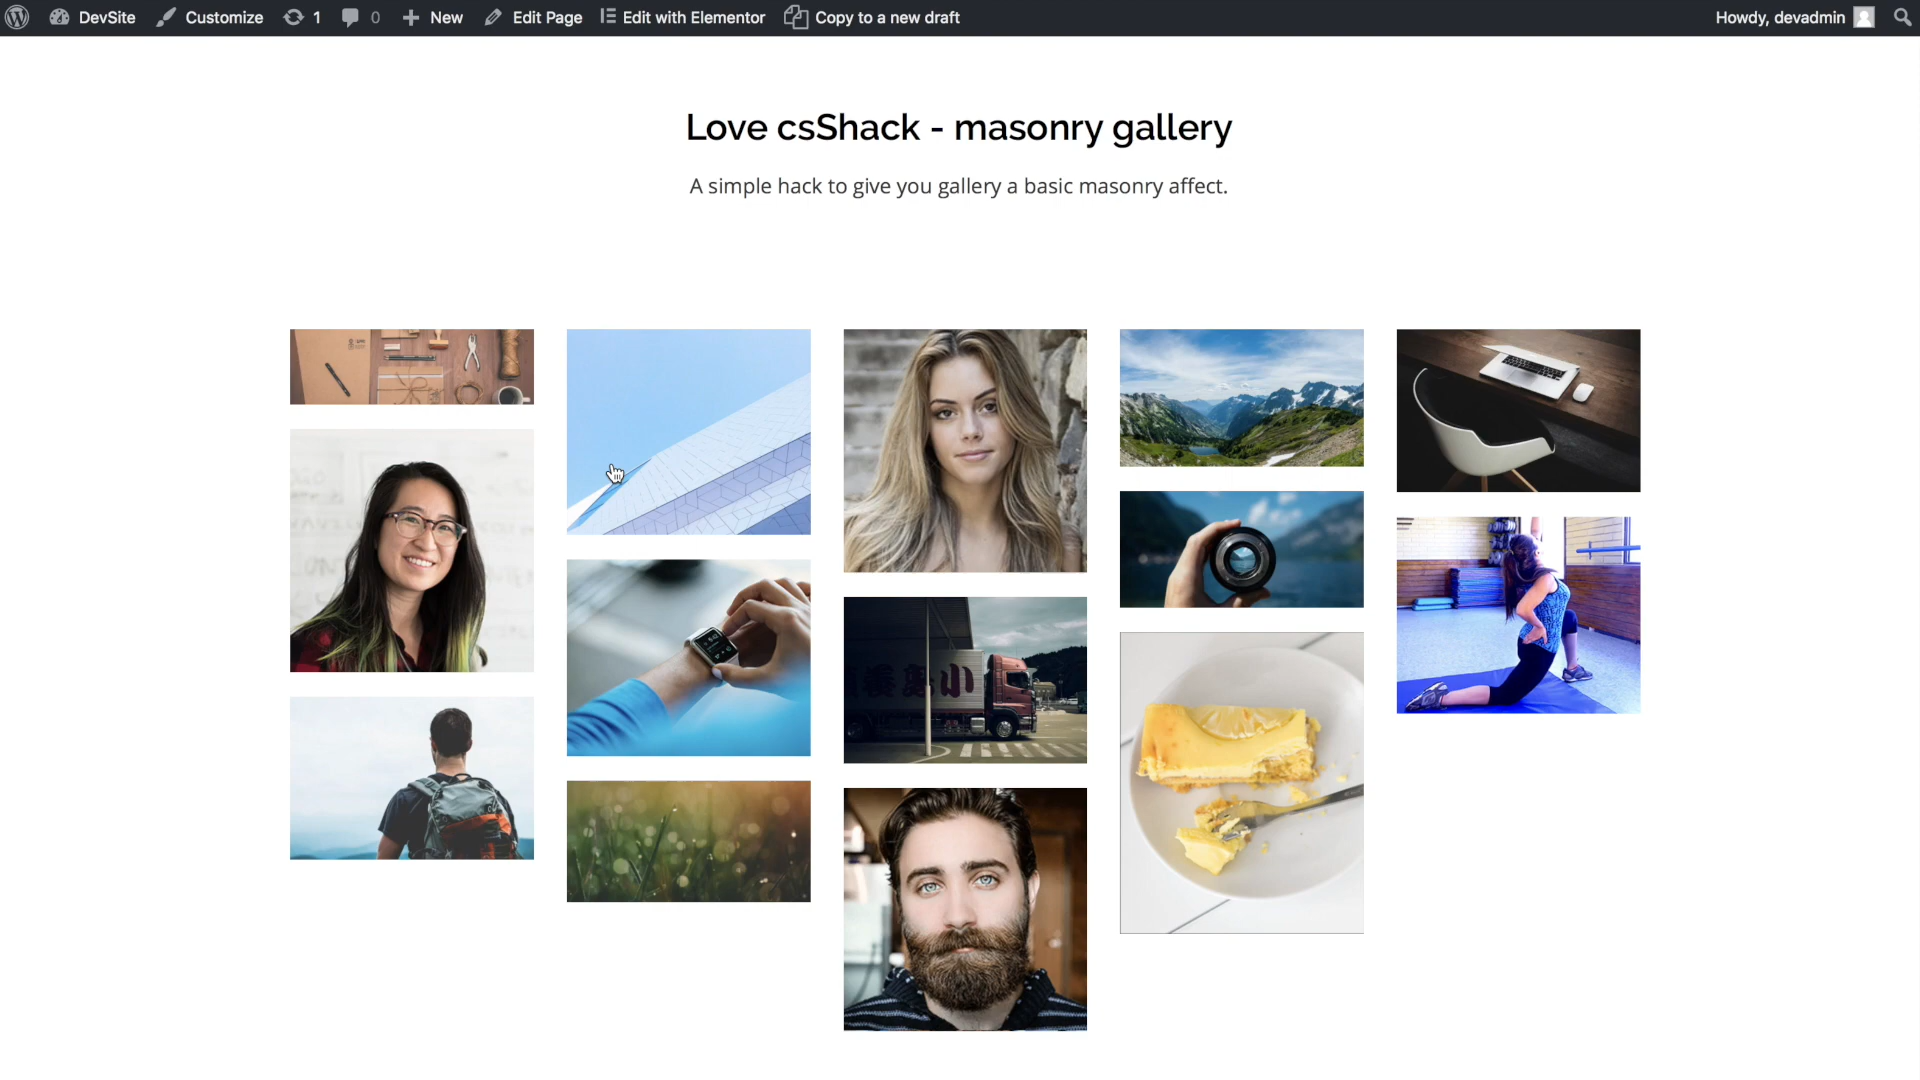 DevSite Customize 1 0 + New Edit Page Edit with Elementor Copy to a new draft Howdy, devadmin
Love csShack - masonry gallery
A simple hack to give you gallery a basic masonry affect.